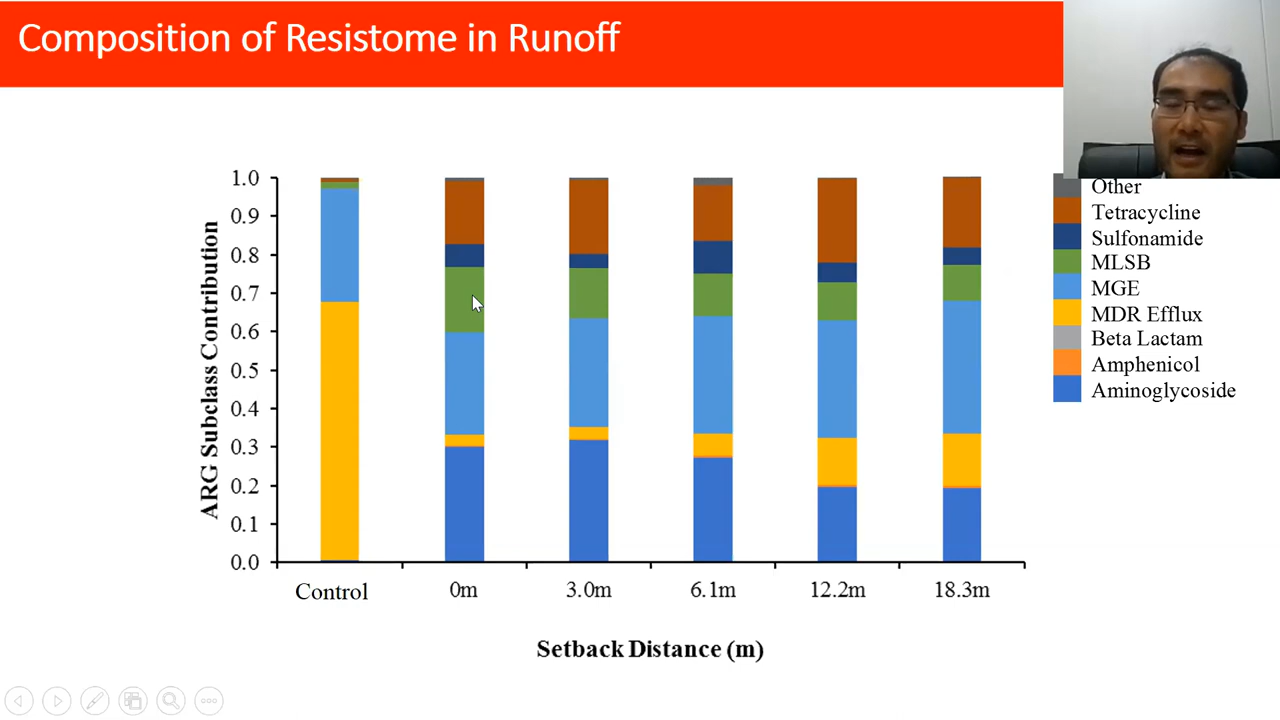 Composition of Resistome in Runoff
ARG Subclass Contribution
1.0
0.9
0.8
0.7
0.6
0.5
0.4
0.3
0.2
0.1
0.0
Control
0m
3.0m
6.1m
12.2m
18.3m
Setback Distance (m)
Other
Tetracycline
Sulfonamide
MLSB
MGE
MDR Efflux
Beta Lactam
Amphenicol
Aminoglycoside